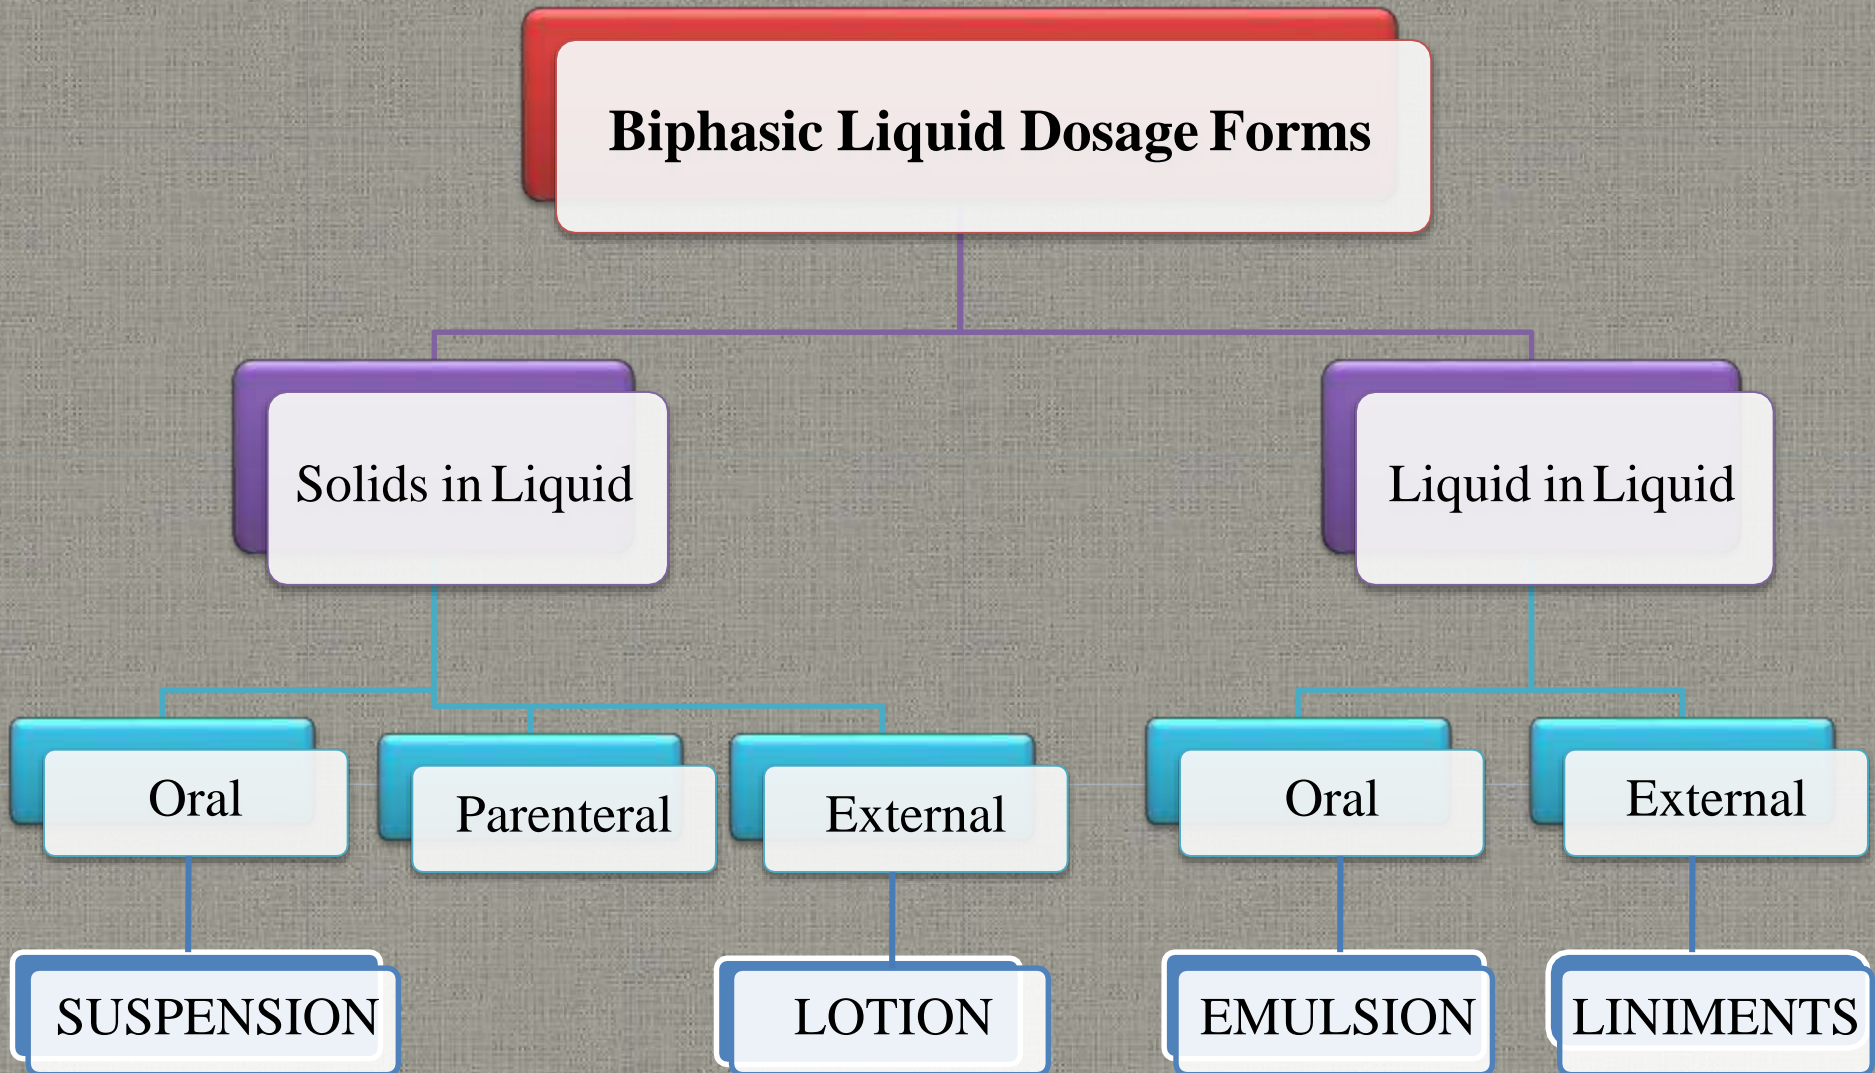 Biphasic Liquid Dosage Forms
Solids in Liquid
Liquid in Liquid
Oral
Parenteral
External
Oral
External
SUSPENSION
LOTION
EMULSION
LINIMENTS